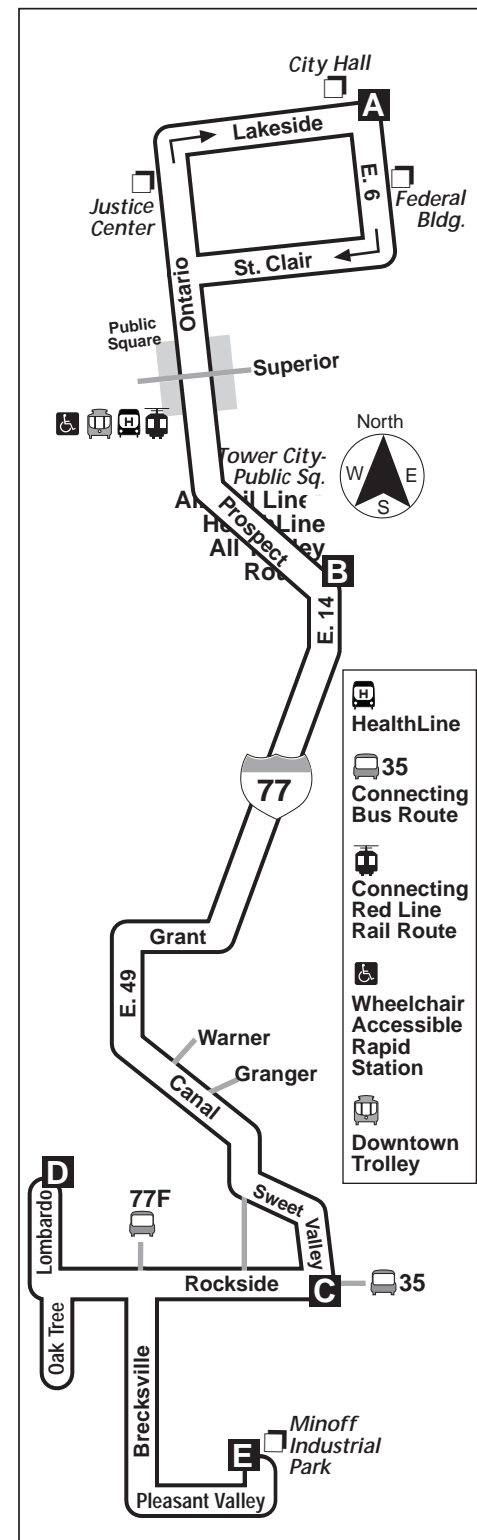 City Hall
A
Lakeside
E. 6
Justice
Center
Federal
Bldg.
St. Clair
Ontario
Public
Square
Superior
H
North
W E
S
Tower City-
Public Sq.
Line
Line
All
Prospect
B
E. 14
77
H
HealthLine
35
Connecting
Bus Route
Connecting
Red Line
Rail Route
Wheelchair
Accessible
Rapid
Station
Downtown
Trolley
Grant
E. 49
Warner
Granger
Canal
Sweet
Valley
D
Lombardo
77F
Rockside
C
35
Oak Tree
Brecksville
E
Minoff
Industrial
Park
Pleasant Valley